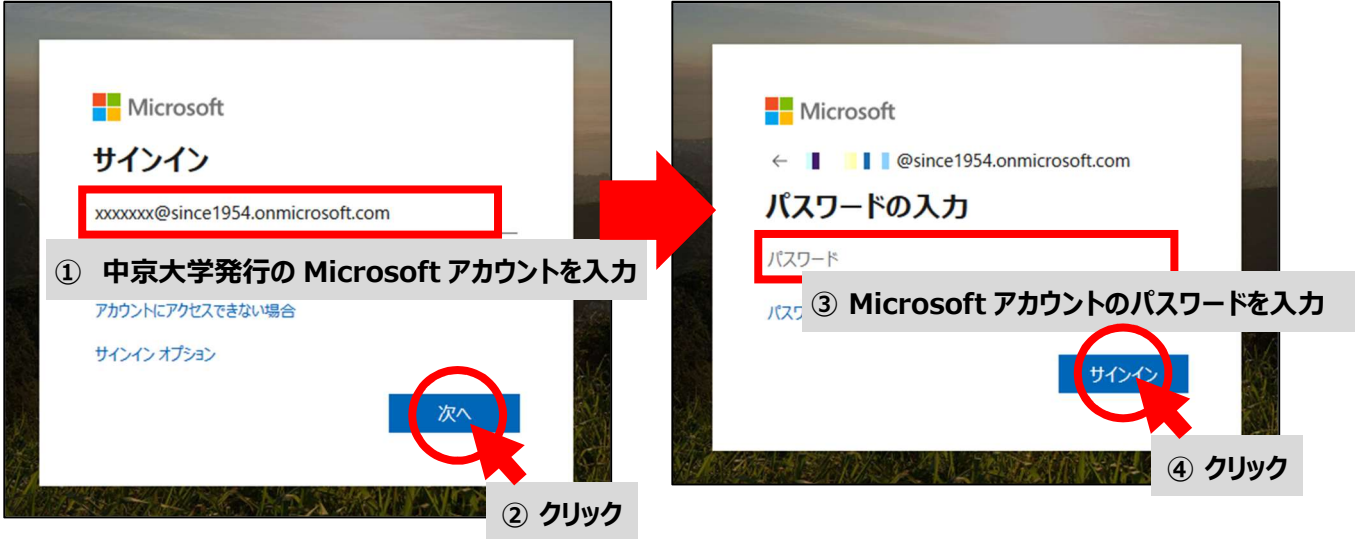 Microsoft
サインイン
xxxxxxx@since1954.onmicrosoft.com
① 中京大学発行の Microsoft アカウントを入力
アカウントにアクセスできない場合
サインイン オプション
次へ
② クリック
Microsoft
← @since1954.onmicrosoft.com
パスワードの入力
パスワード
③ Microsoft アカウントのパスワードを入力
サインイン
④ クリック